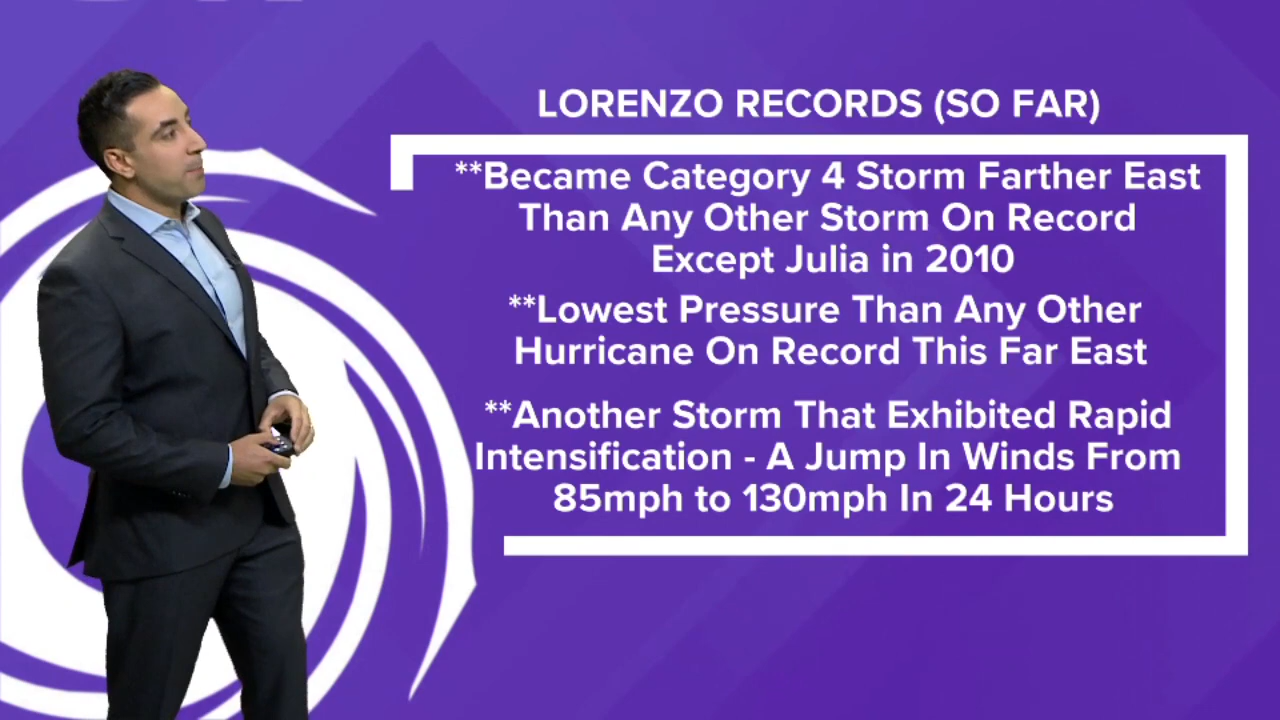 LORENZO RECORDS (SO FAR)
**Became Category 4 Storm Farther East
Than Any Other Storm On Record
Except Julia in 2010
**Lowest Pressure Than Any Other
Hurricane On Record This Far East
**Another Storm That Exhibited Rapid
Intensification - A Jump In Winds From
85mph to 130mph In 24 Hours